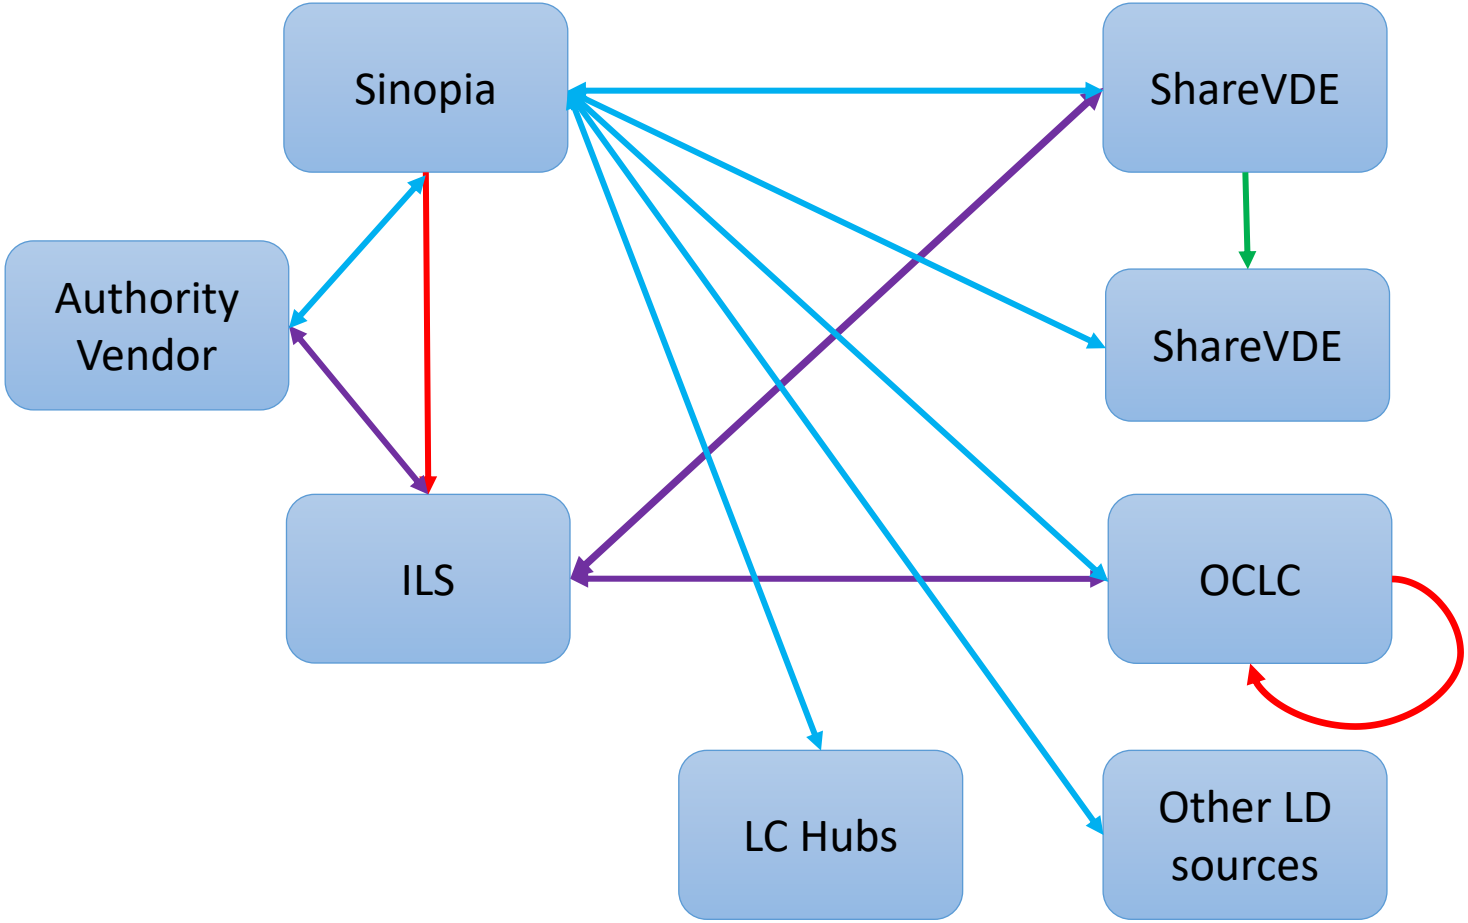 Sinopia
ShareVDE
Authority
Vendor
ShareVDE
ILS
OCLC
LC Hubs
Other LD
sources